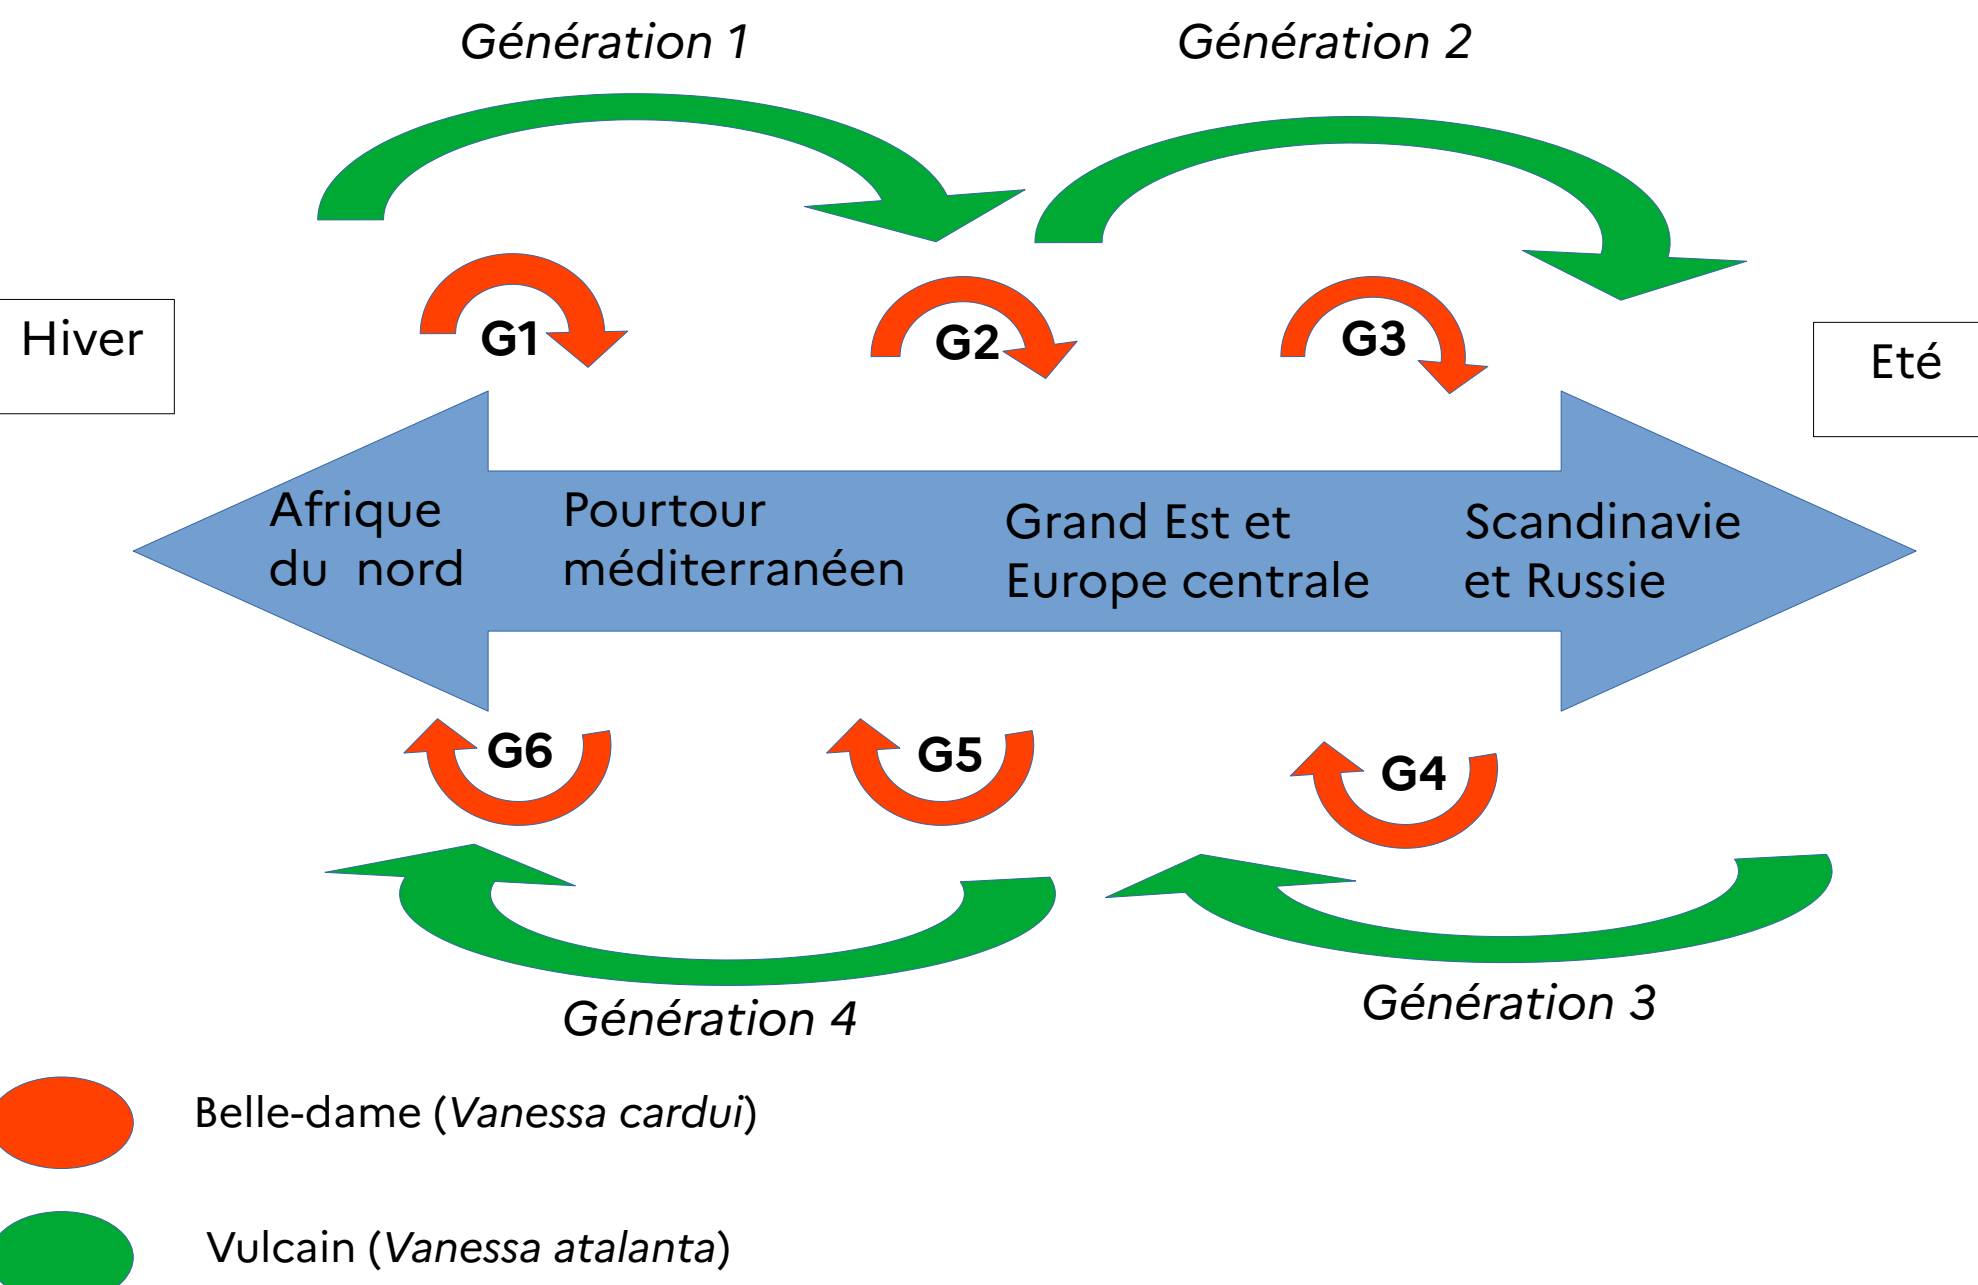 Génération 1
Génération 2
Hiver
G1
G2
G3
Eté
Afrique
du nord
Pourtour
méditerranéen
Grand Est et
Europe centrale
Scandinavie
et Russie
G6
G5
G4
Génération 4
Génération 3
Belle-dame (Vanessa cardui)
Vulcain (Vanessa atalanta)